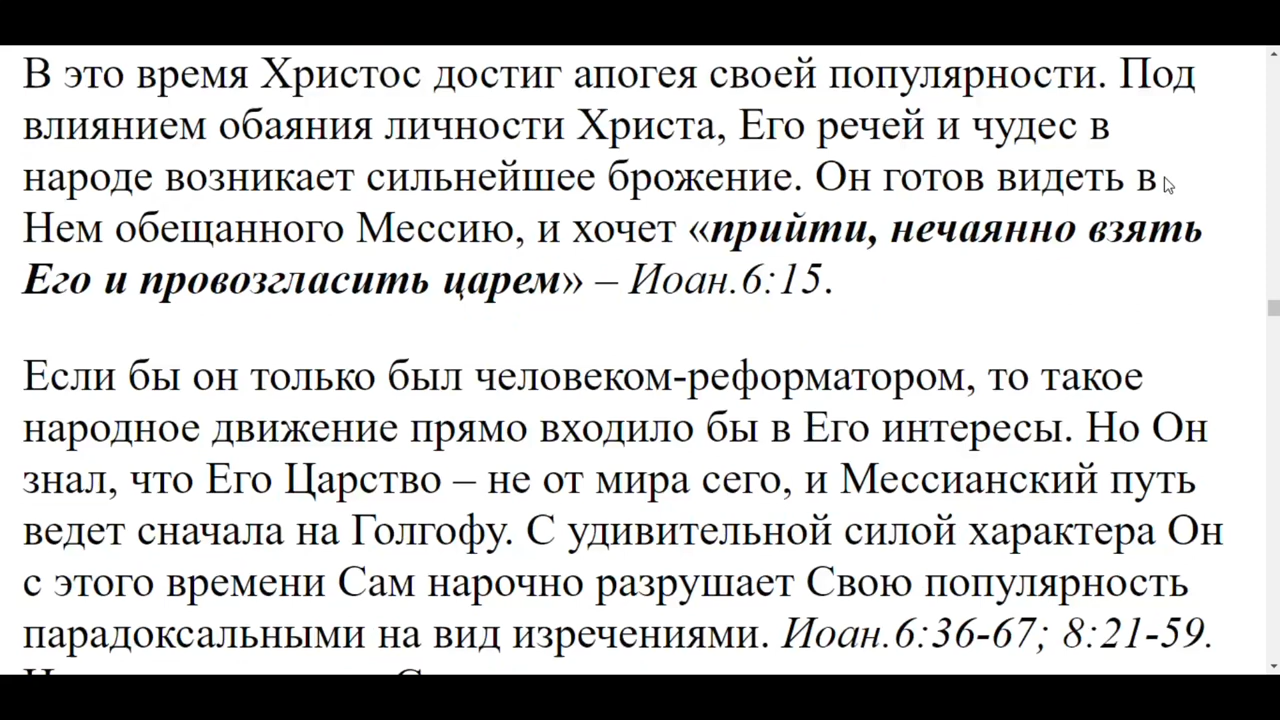 В это время Христос достиг апогея своей популярности. Под
влиянием обаяния личности Христа, Его речей и чудес в
народе возникает сильнейшее брожение. Он готов видеть в
Нем обещанного Мессию, и хочет «прийти, нечаянно взять
Его и провозгласить царем» – Иоан.6:15.
Если бы он только был человеком-реформатором, то такое
народное движение прямо входило бы в Его интересы. Но Он
знал, что Его Царство – не от мира сего, и Мессианский путь
ведет сначала на Голгофу. С удивительной силой характера Он
с этого времени Сам нарочно разрушает Свою популярность
парадоксальными на вид изречениями. Иоан.6:36-67; 8:21-59.